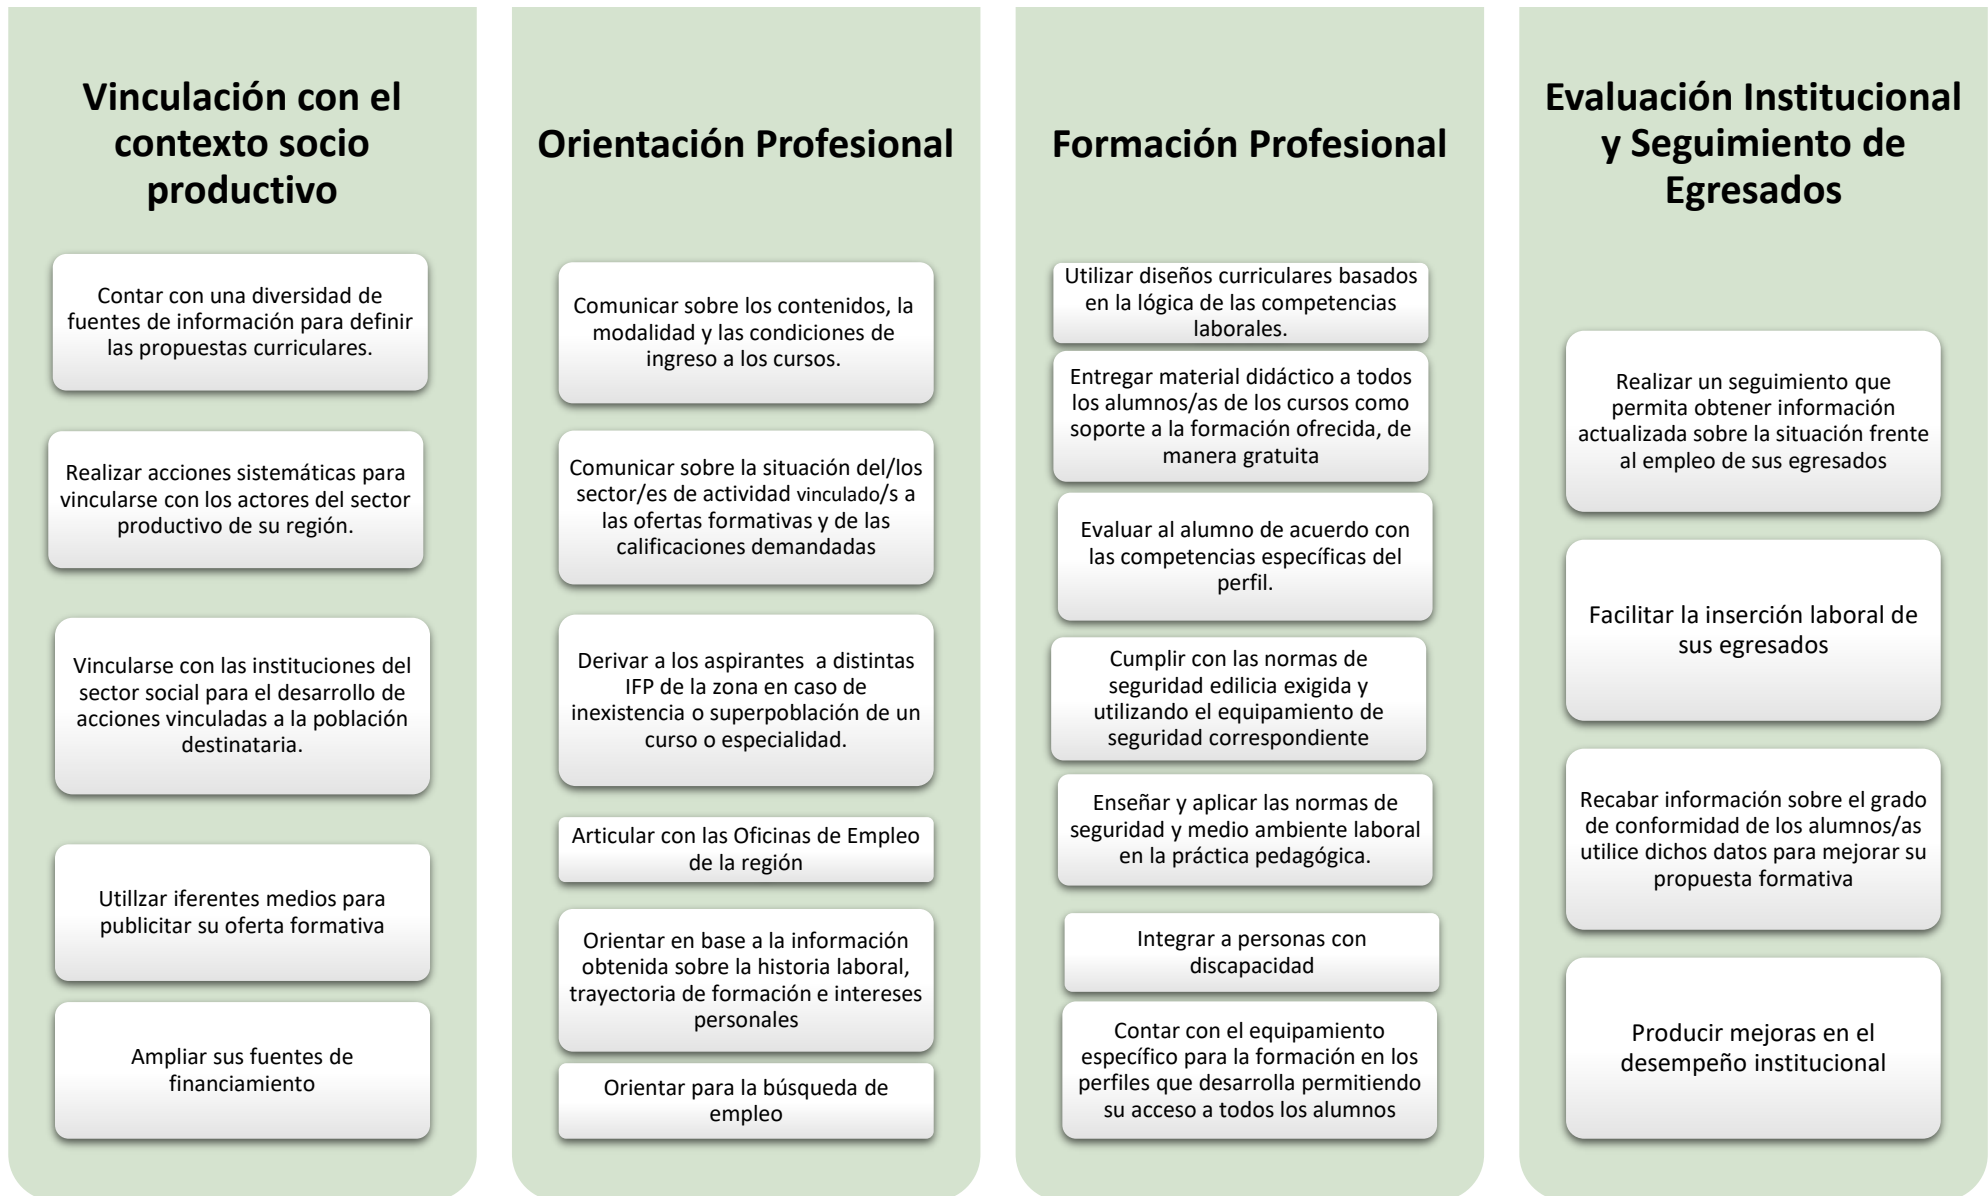 Vinculación con el
contexto socio
productivo
Contar con una diversidad de
fuentes de información para definir
las propuestas curriculares.
Realizar acciones sistemáticas para
vincularse con los actores del sector
productivo de su región.
Vincularse con las instituciones del
sector social para el desarrollo de
acciones vinculadas a la población
destinataria.
Utillzar iferentes medios para
publicitar su oferta formativa
Ampliar sus fuentes de
financiamiento
Orientación Profesional
Comunicar sobre los contenidos, la
modalidad y las condiciones de
ingreso a los cursos.
Comunicar sobre la situación del/los
sector/es de actividad vinculado/s a
las ofertas formativas y de las
calificaciones demandadas
Derivar a los aspirantes a distintas
IFP de la zona en caso de
inexistencia o superpoblación de un
curso o especialidad.
Articular con las Oficinas de Empleo
de la región
Orientar en base a la información
obtenida sobre la historia laboral,
trayectoria de formación e intereses
personales
Orientar para la búsqueda de
empleo
Formación Profesional
Utilizar diseños curriculares basados
en la lógica de las competencias
laborales.
Entregar material didáctico a todos
los alumnos/as de los cursos como
soporte a la formación ofrecida, de
manera gratuita
Evaluar al alumno de acuerdo con
las competencias específicas del
perfil.
Cumplir con las normas de
seguridad edilicia exigida y
utilizando el equipamiento de
seguridad correspondiente
Enseñar y aplicar las normas de
seguridad y medio ambiente laboral
en la práctica pedagógica.
Integrar a personas con
discapacidad
Contar con el equipamiento
específico para la formación en los
perfiles que desarrolla permitiendo
su acceso a todos los alumnos
Evaluación Institucional
y Seguimiento de
Egresados
Realizar un seguimiento que
permita obtener información
actualizada sobre la situación frente
al empleo de sus egresados
Facilitar la inserción laboral de
sus egresados
Recabar información sobre el grado
de conformidad de los alumnos/as
utilice dichos datos para mejorar su
propuesta formativa
Producir mejoras en el
desempeño institucional